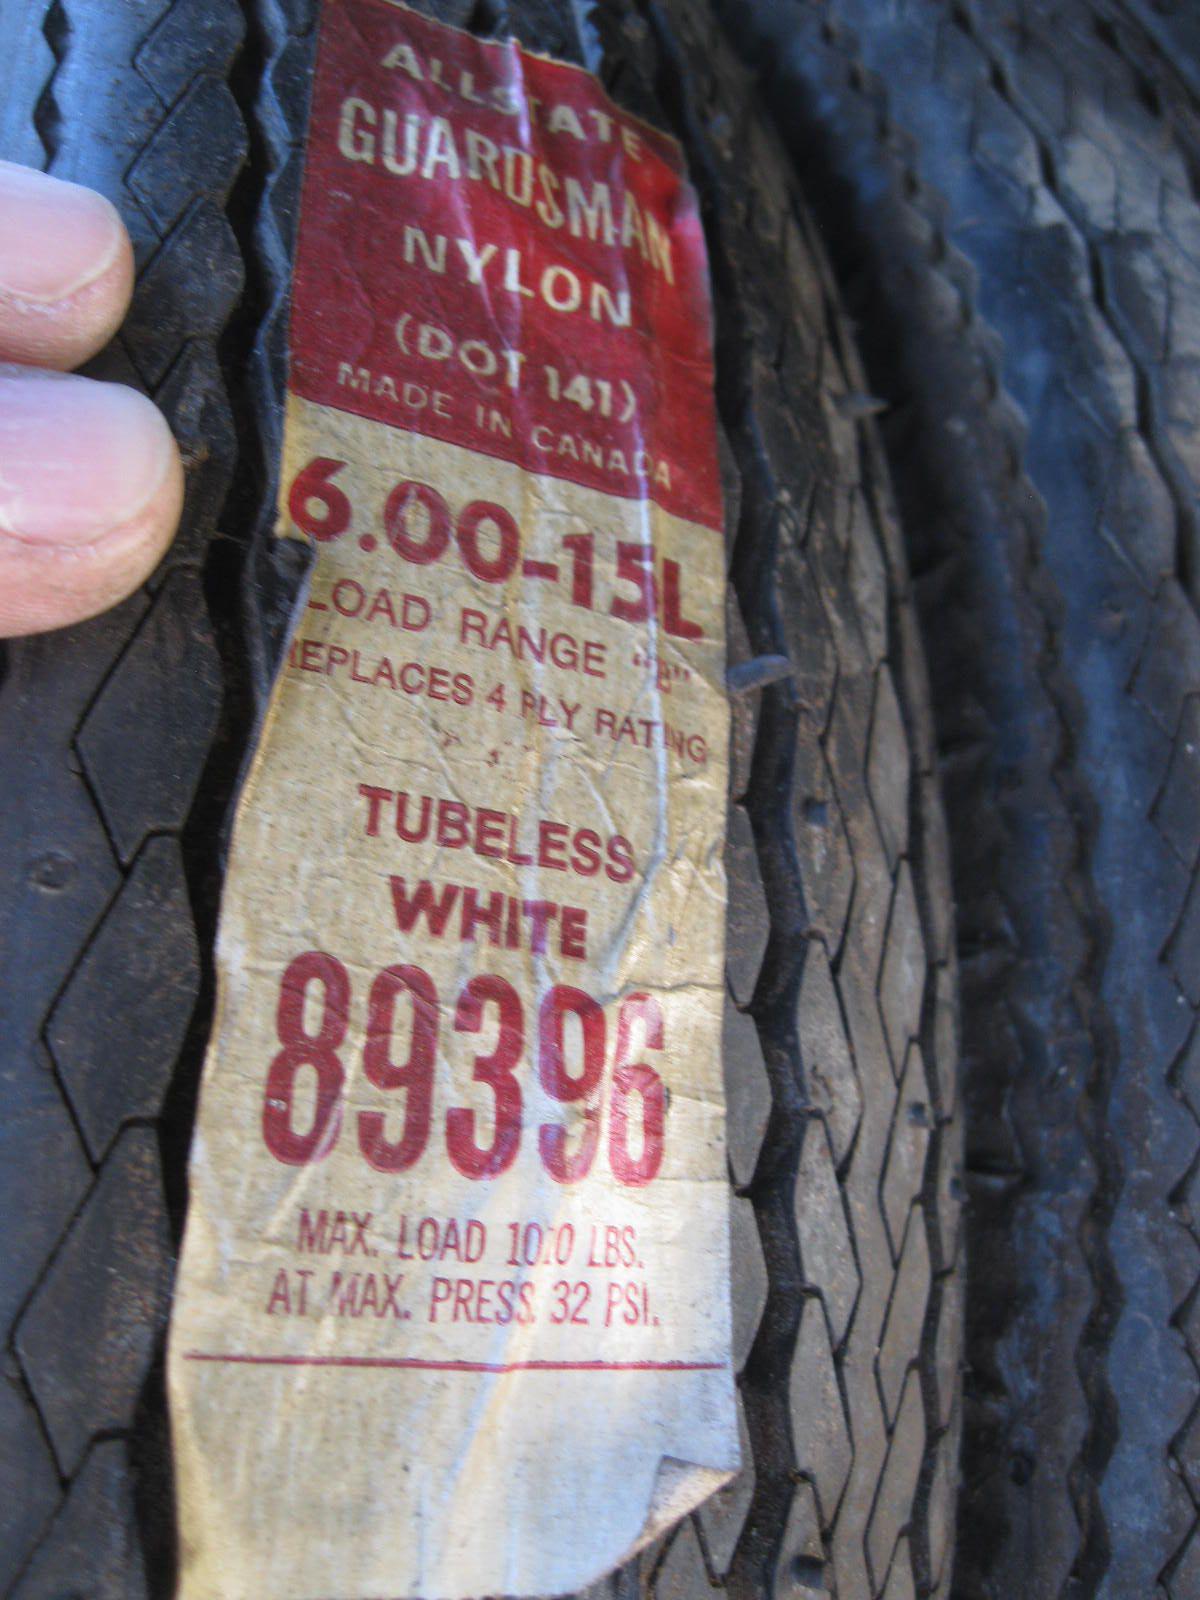 ALLSTATE
GUARDSMAN
NYLON
(DOT 141)
MADE IN CANADA
6.00-15L
LOAD RANGE "B"
REPLACES 4 PLY RATING
TUBELESS
WHITE
89396
MAX. LOAD 1010 LBS.
AT MAX. PRESS. 32 PSI.